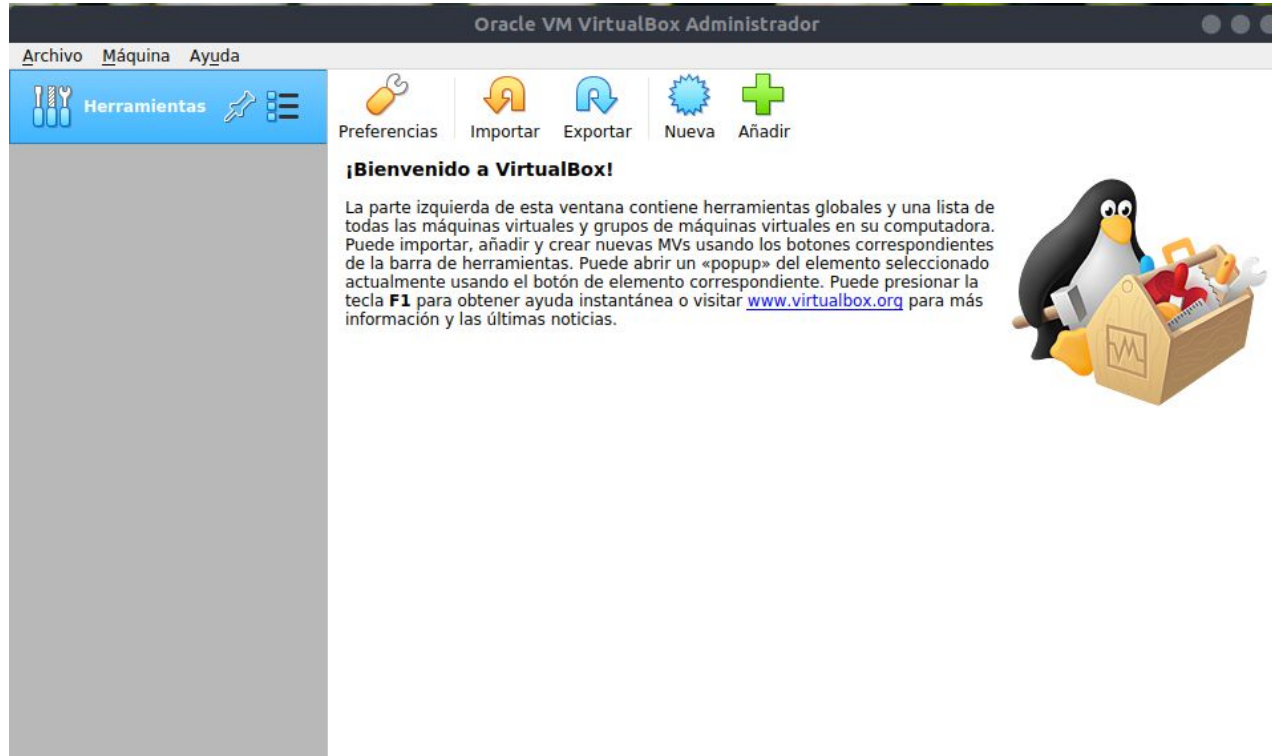 Oracle VM VirtualBox Administrador
Archivo Máquina Ayuda
Herramientas
Preferencias Importar Exportar Nueva Añadir
¡Bienvenido a VirtualBox!
La parte izquierda de esta ventana contiene herramientas globales y una lista de
todas las máquinas virtuales y grupos de máquinas virtuales en su computadora.
Puede importar, añadir y crear nuevas MVs usando los botones correspondientes
de la barra de herramientas. Puede abrir un «popup» del elemento seleccionado
actualmente usando el botón de elemento correspondiente. Puede presionar la
tecla F1 para obtener ayuda instantánea o visitar www.virtualbox.org para más
información y las últimas noticias.